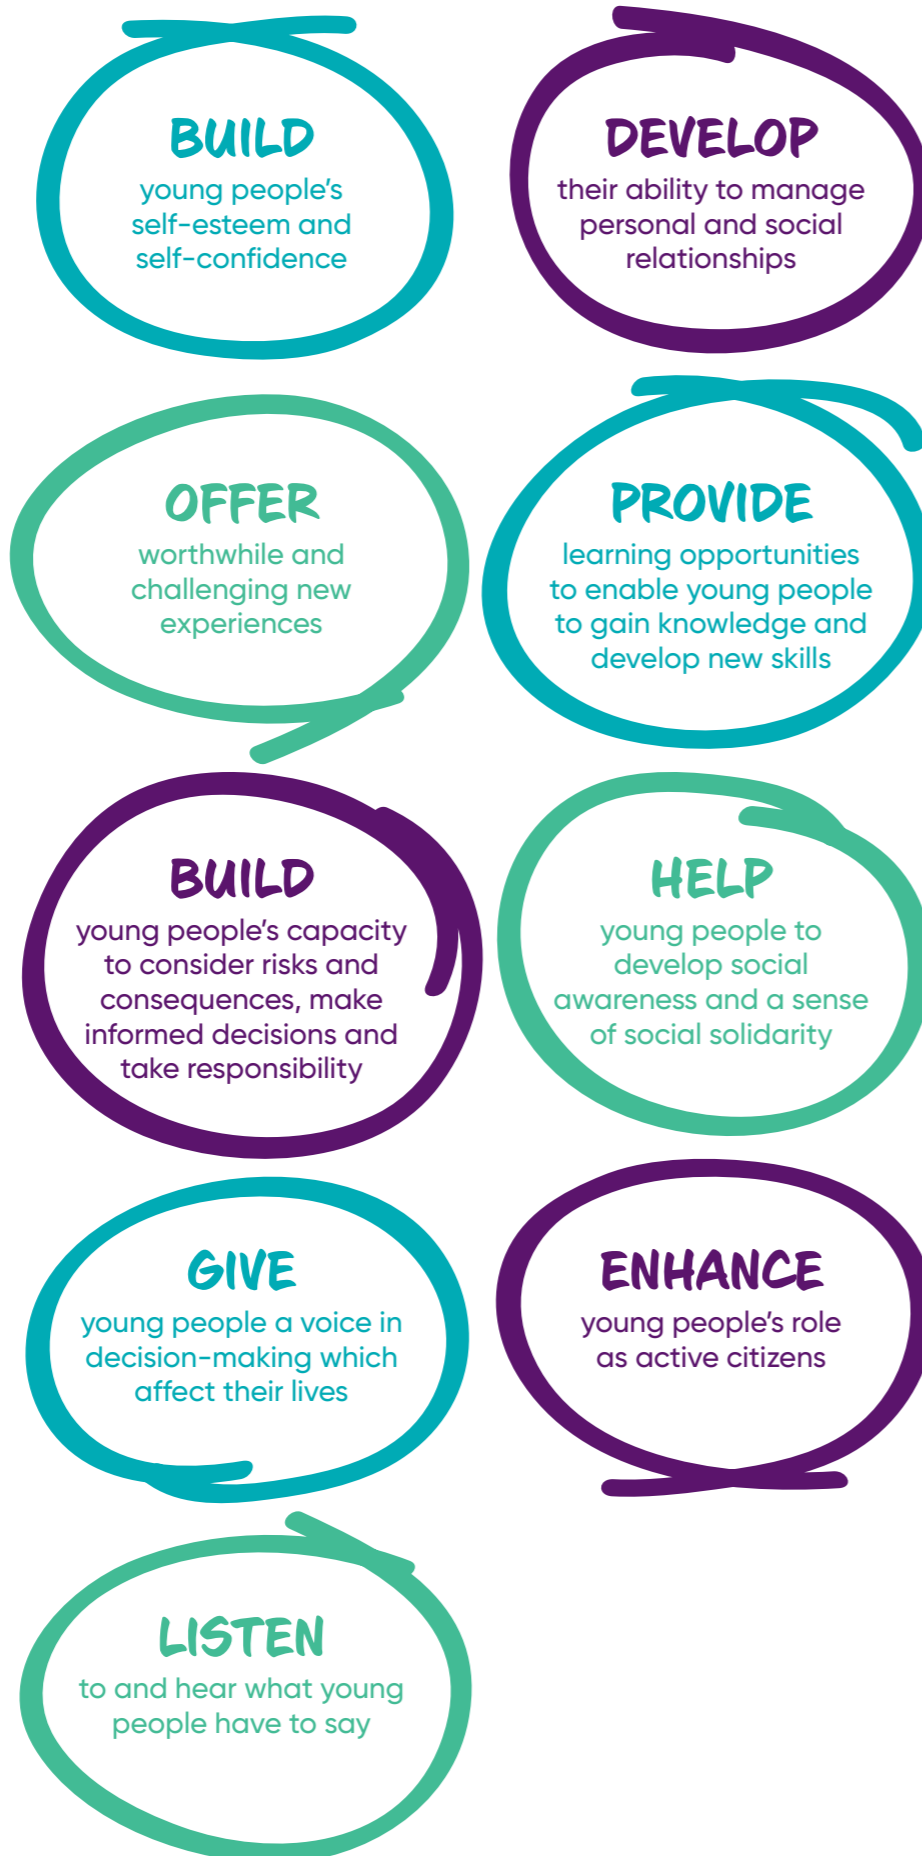 BUILD
young people's
self-esteem and
self-confidence
DEVELOP
their ability to manage
personal and social
relationships
OFFER
worthwhile and
challenging new
experiences
PROVIDE
learning opportunities
to enable young people
to gain knowledge and
develop new skills
BUILD
young people's capacity
to consider risks and
consequences, make
informed decisions and
take responsibility
HELP
young people to
develop social
awareness and a sense
of social solidarity
GIVE
young people a voice in
decision-making which
affect their lives
ENHANCE
young people's role
as active citizens
LISTEN
to and hear what young
people have to say